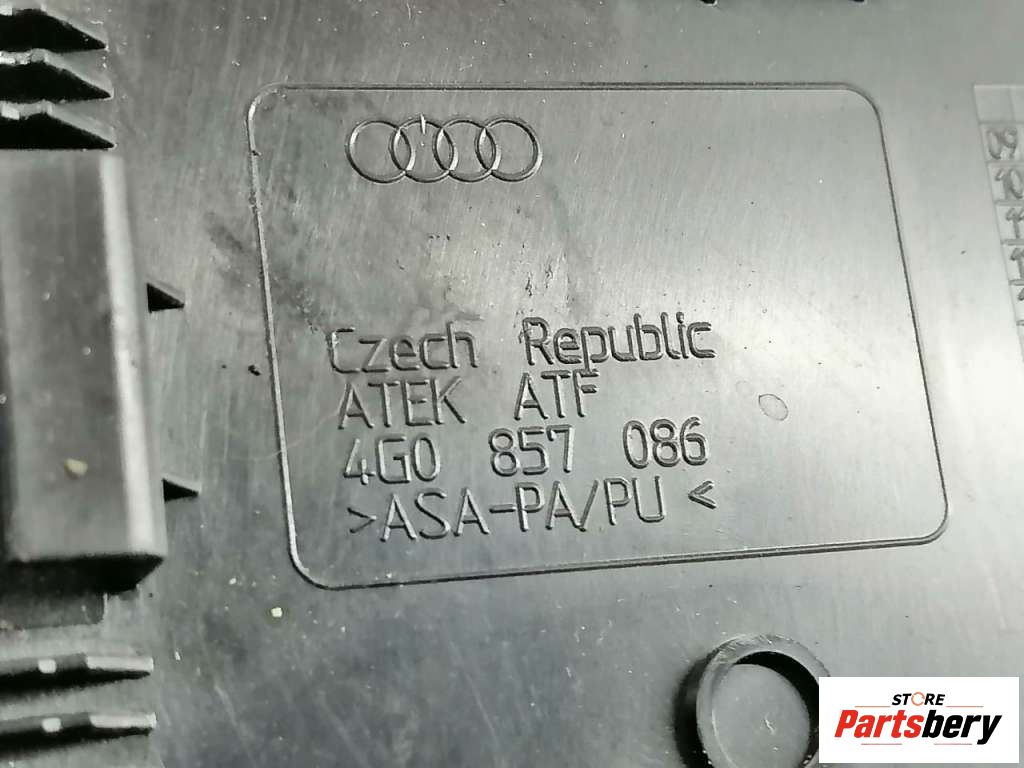 Czech Republic
ATEK ATF
4G0 857 086
>ASA-PA/PU<
STORE
Partsbery